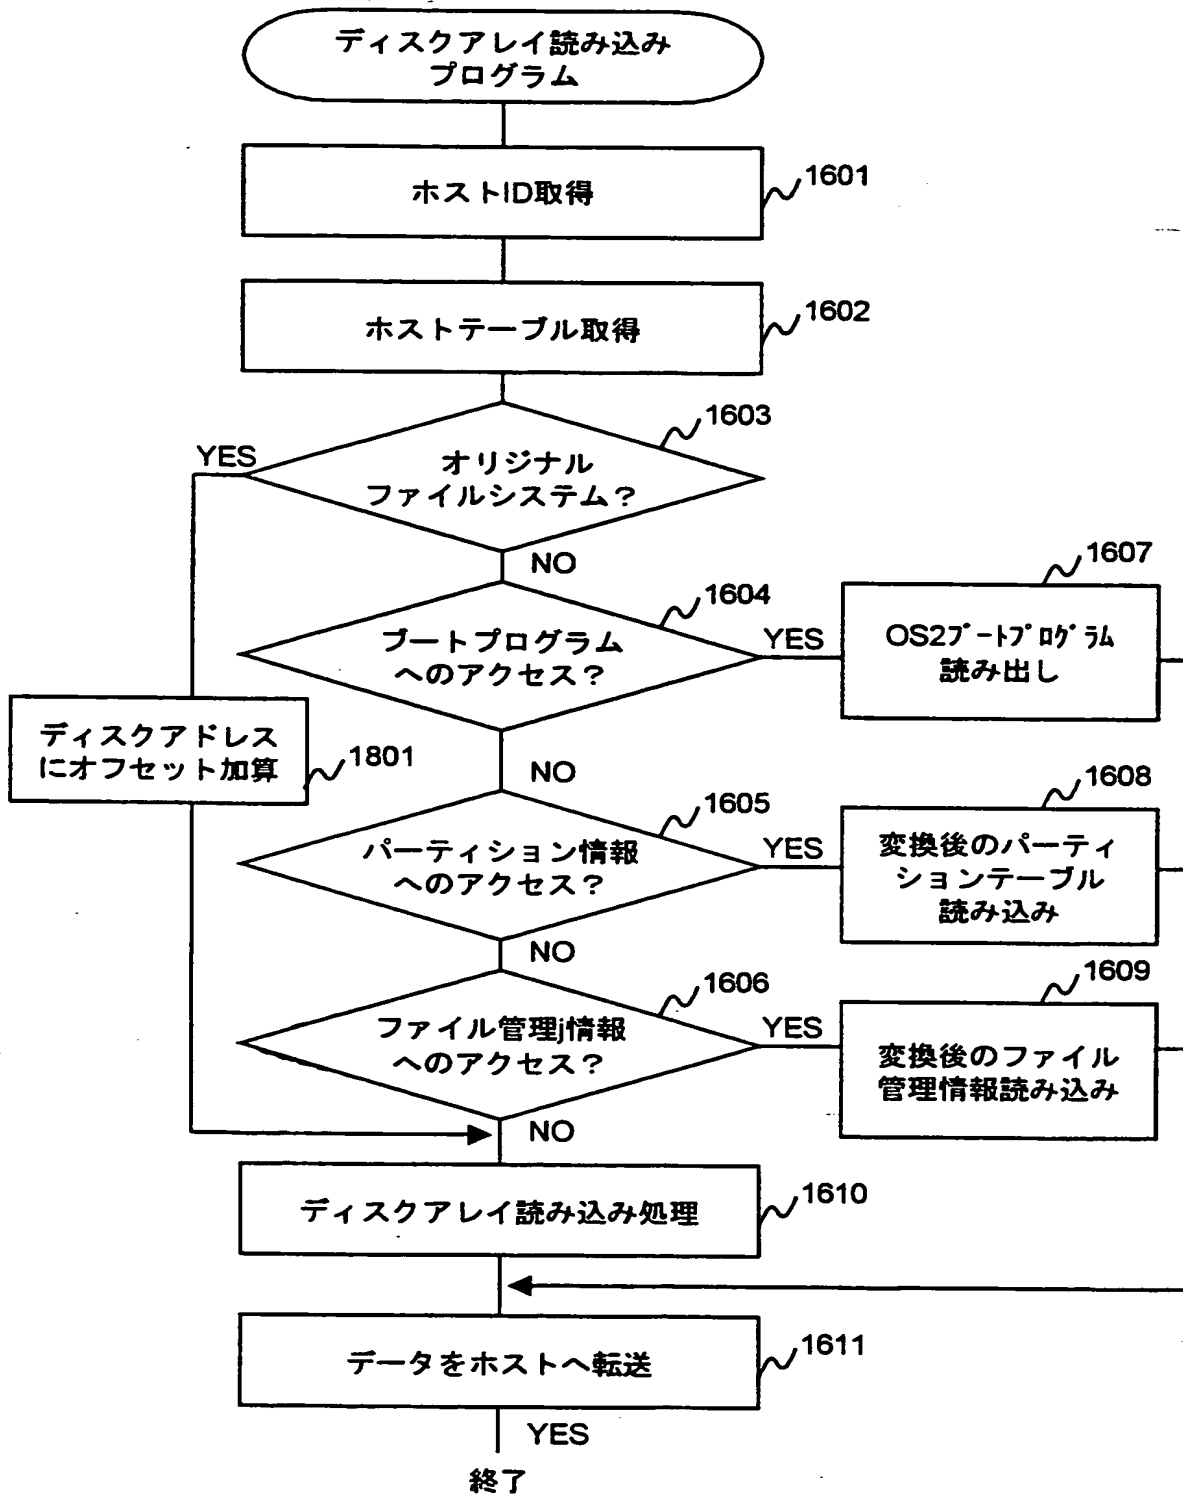 ディスクアレイ読み込み
プログラム
ホストID取得
1601
ホストテーブル取得
1602
1603
YES
オリジナル
ファイルシステム？
NO
1604
ブートプログラム
へのアクセス？
YES
1607
OS2ﾌﾞｰﾄﾌﾟﾛｸﾞﾗﾑ
読み出し
ディスクアドレス
にオフセット加算
1801
NO
1605
パーティション情報
へのアクセス？
YES
1608
変換後のパーティ
ションテーブル
読み込み
NO
1606
ファイル管理j情報
へのアクセス？
YES
1609
変換後のファイル
管理情報読み込み
NO
ディスクアレイ読み込み処理
1610
データをホストへ転送
1611
YES
終了